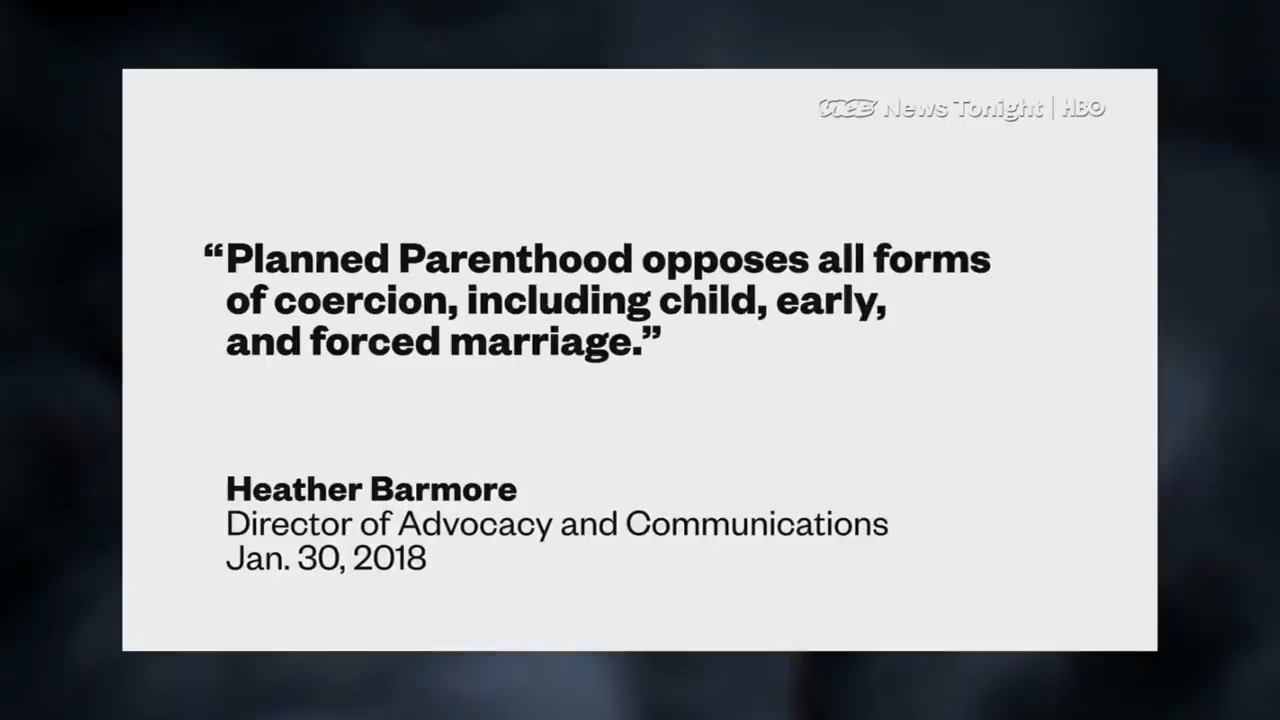 VICE News Tonight | HBO
“Planned Parenthood opposes all forms
of coercion, including child, early,
and forced marriage.”
Heather Barmore
Director of Advocacy and Communications
Jan. 30, 2018